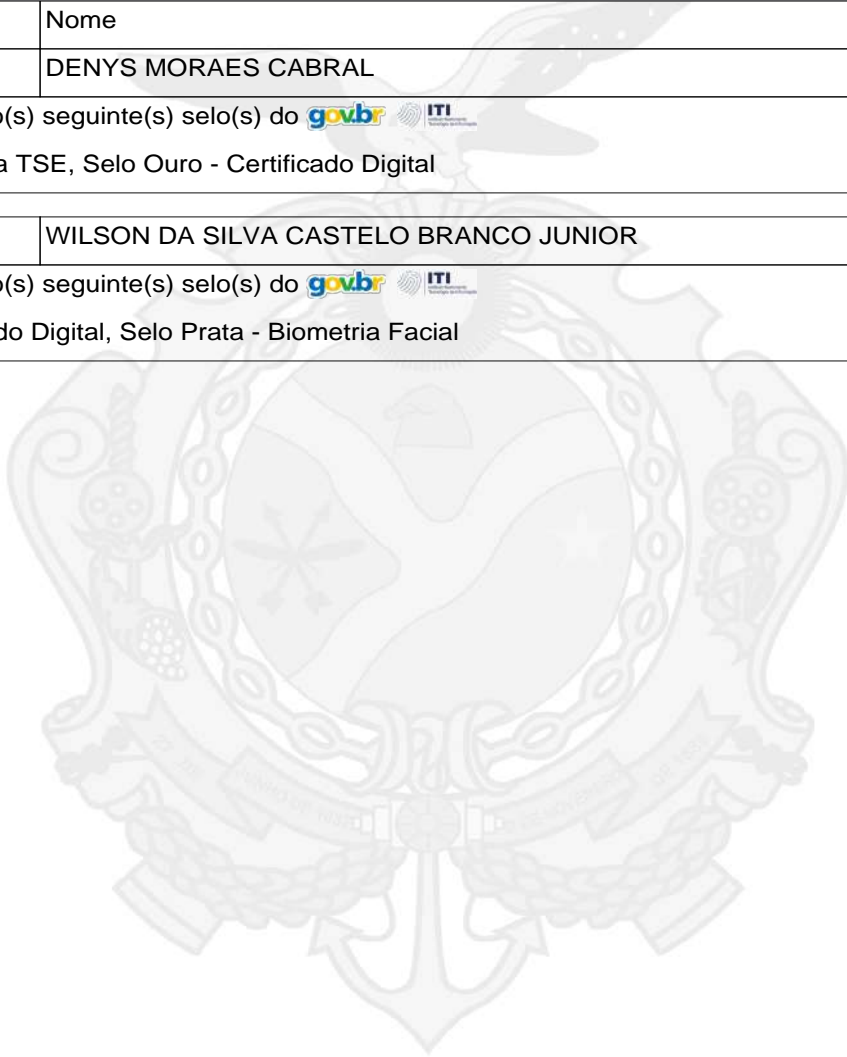 Nome
DENYS MORAES CABRAL
o(s) seguinte(s) selo(s) do gov.br ITI
a TSE, Selo Ouro - Certificado Digital
WILSON DA SILVA CASTELO BRANCO JUNIOR
o(s) seguinte(s) selo(s) do gov.br ITI
do Digital, Selo Prata - Biometria Facial